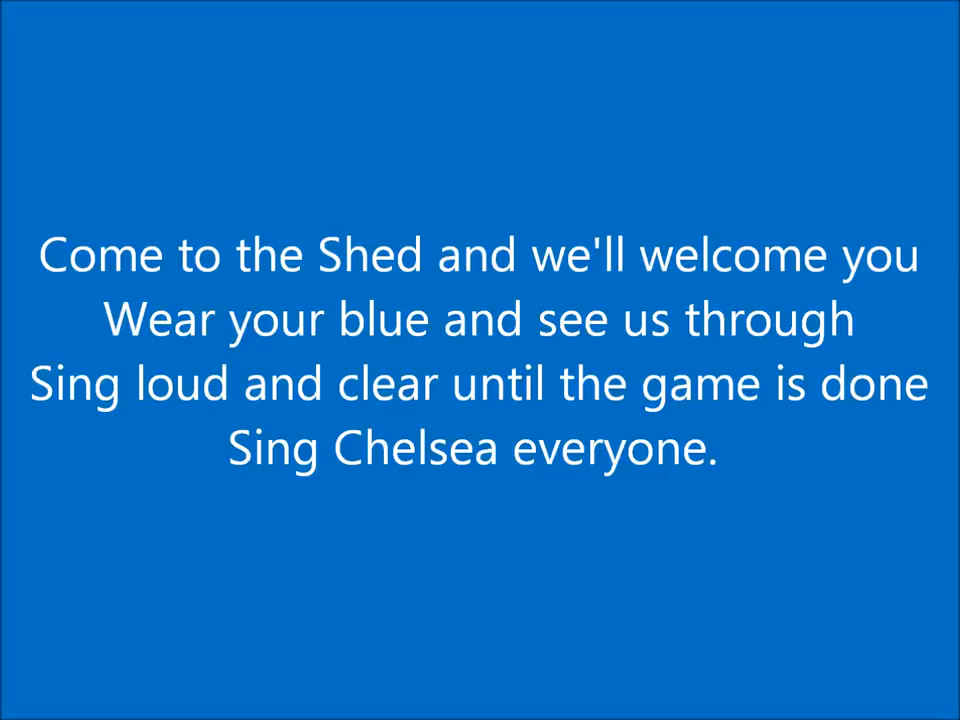 Come to the Shed and we'll welcome you
Wear your blue and see us through
Sing loud and clear until the game is done
Sing Chelsea everyone.